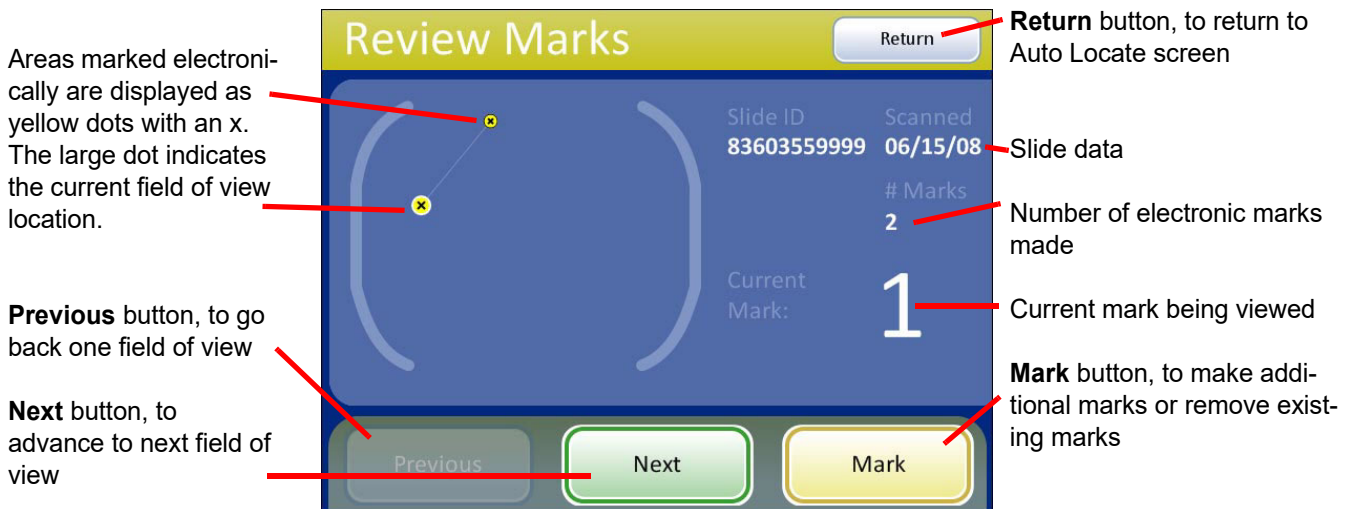 Areas marked electroni-
cally are displayed as
yellow dots with an x.
The large dot indicates
the current field of view
location.
Previous button, to go
back one field of view
Next button, to
advance to next field of
view
Review Marks
Return
Slide ID
Scanned
83603559999
06/15/08
# Marks
2
Current
Mark:
1
Previous
Next
Mark
Return button, to return to
Auto Locate screen
Slide data
Number of electronic marks
made
Current mark being viewed
Mark button, to make addi-
tional marks or remove exist-
ing marks